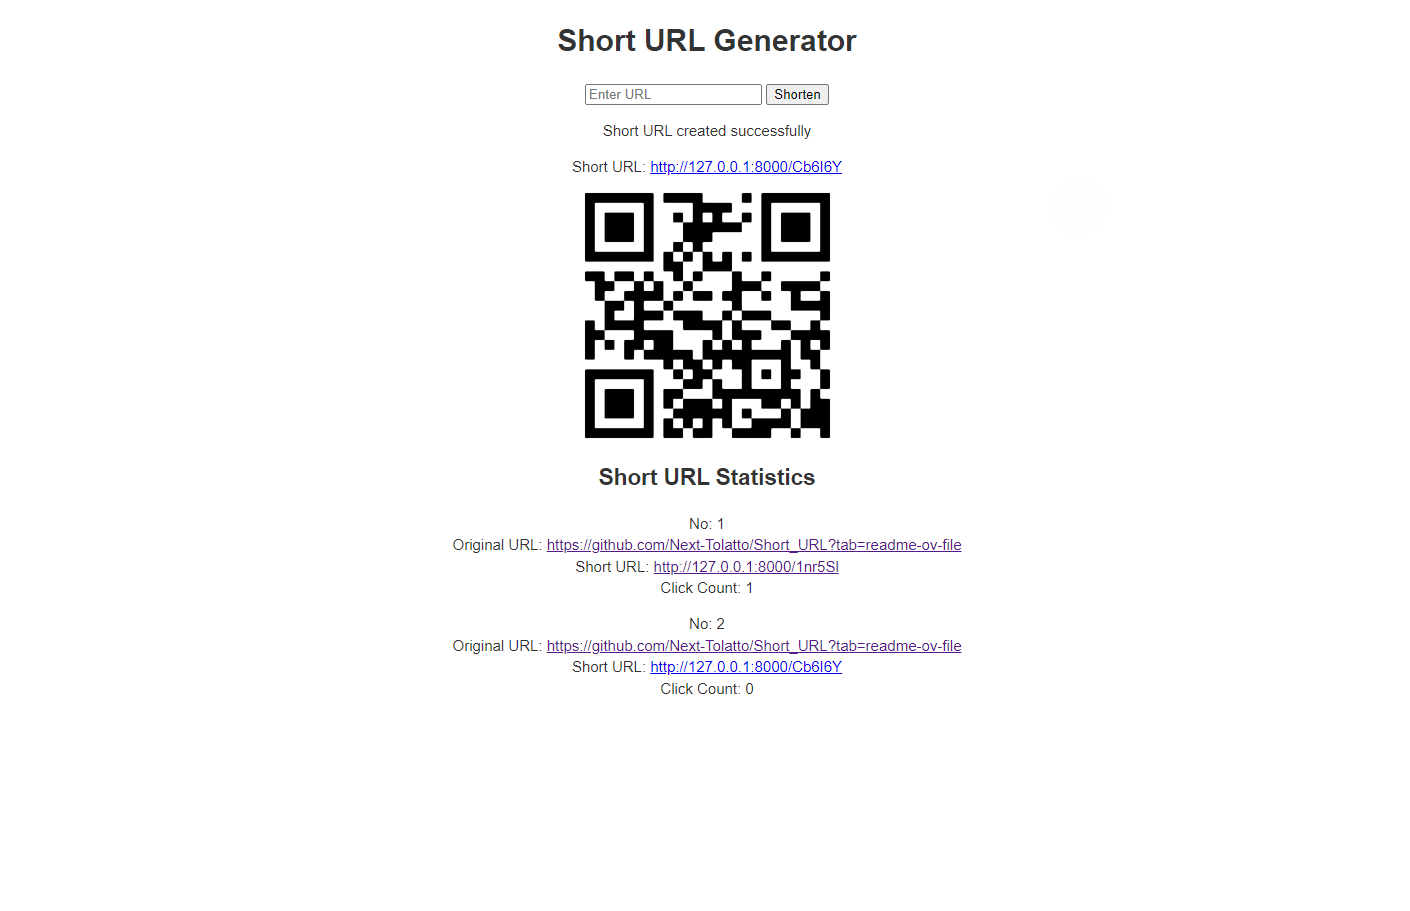 Short URL Generator
Enter URL Shorten
Short URL created successfully
Short URL: http://127.0.0.1:8000/Cb6I6Y
Short URL Statistics
No: 1
Original URL: https://github.com/Next-Tolatto/Short_URL?tab=readme-ov-file
Short URL: http://127.0.0.1:8000/1nr5SI
Click Count: 1
No: 2
Original URL: https://github.com/Next-Tolatto/Short_URL?tab=readme-ov-file
Short URL: http://127.0.0.1:8000/Cb6I6Y
Click Count: 0